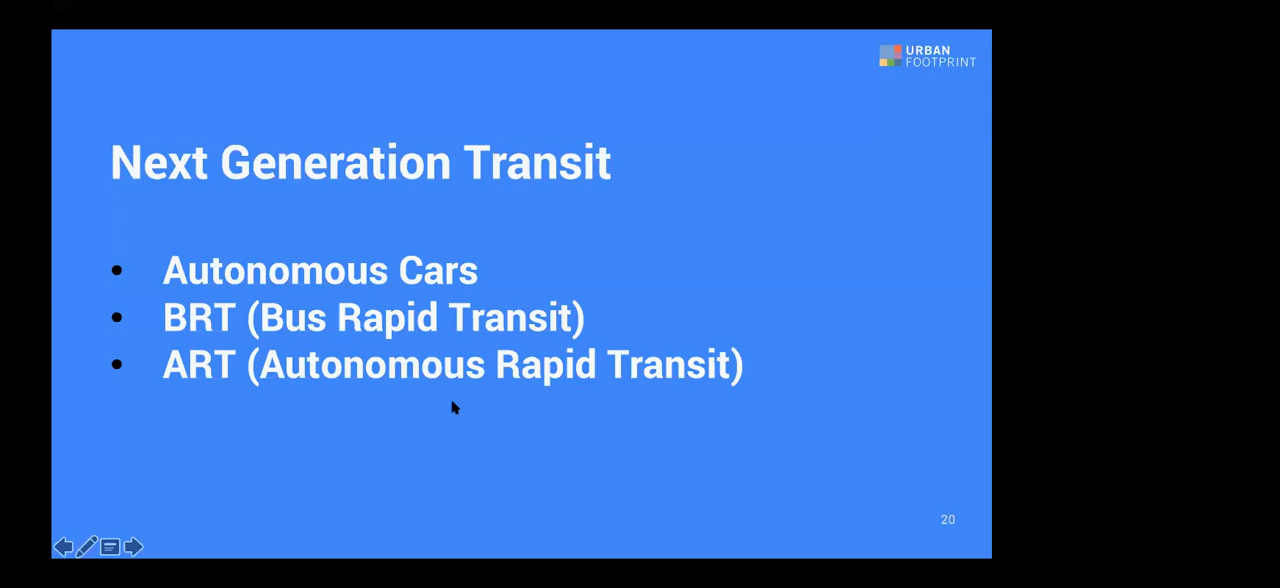 URBAN
FOOTPRINT
Next Generation Transit
• Autonomous Cars
• BRT (Bus Rapid Transit)
• ART (Autonomous Rapid Transit)
20